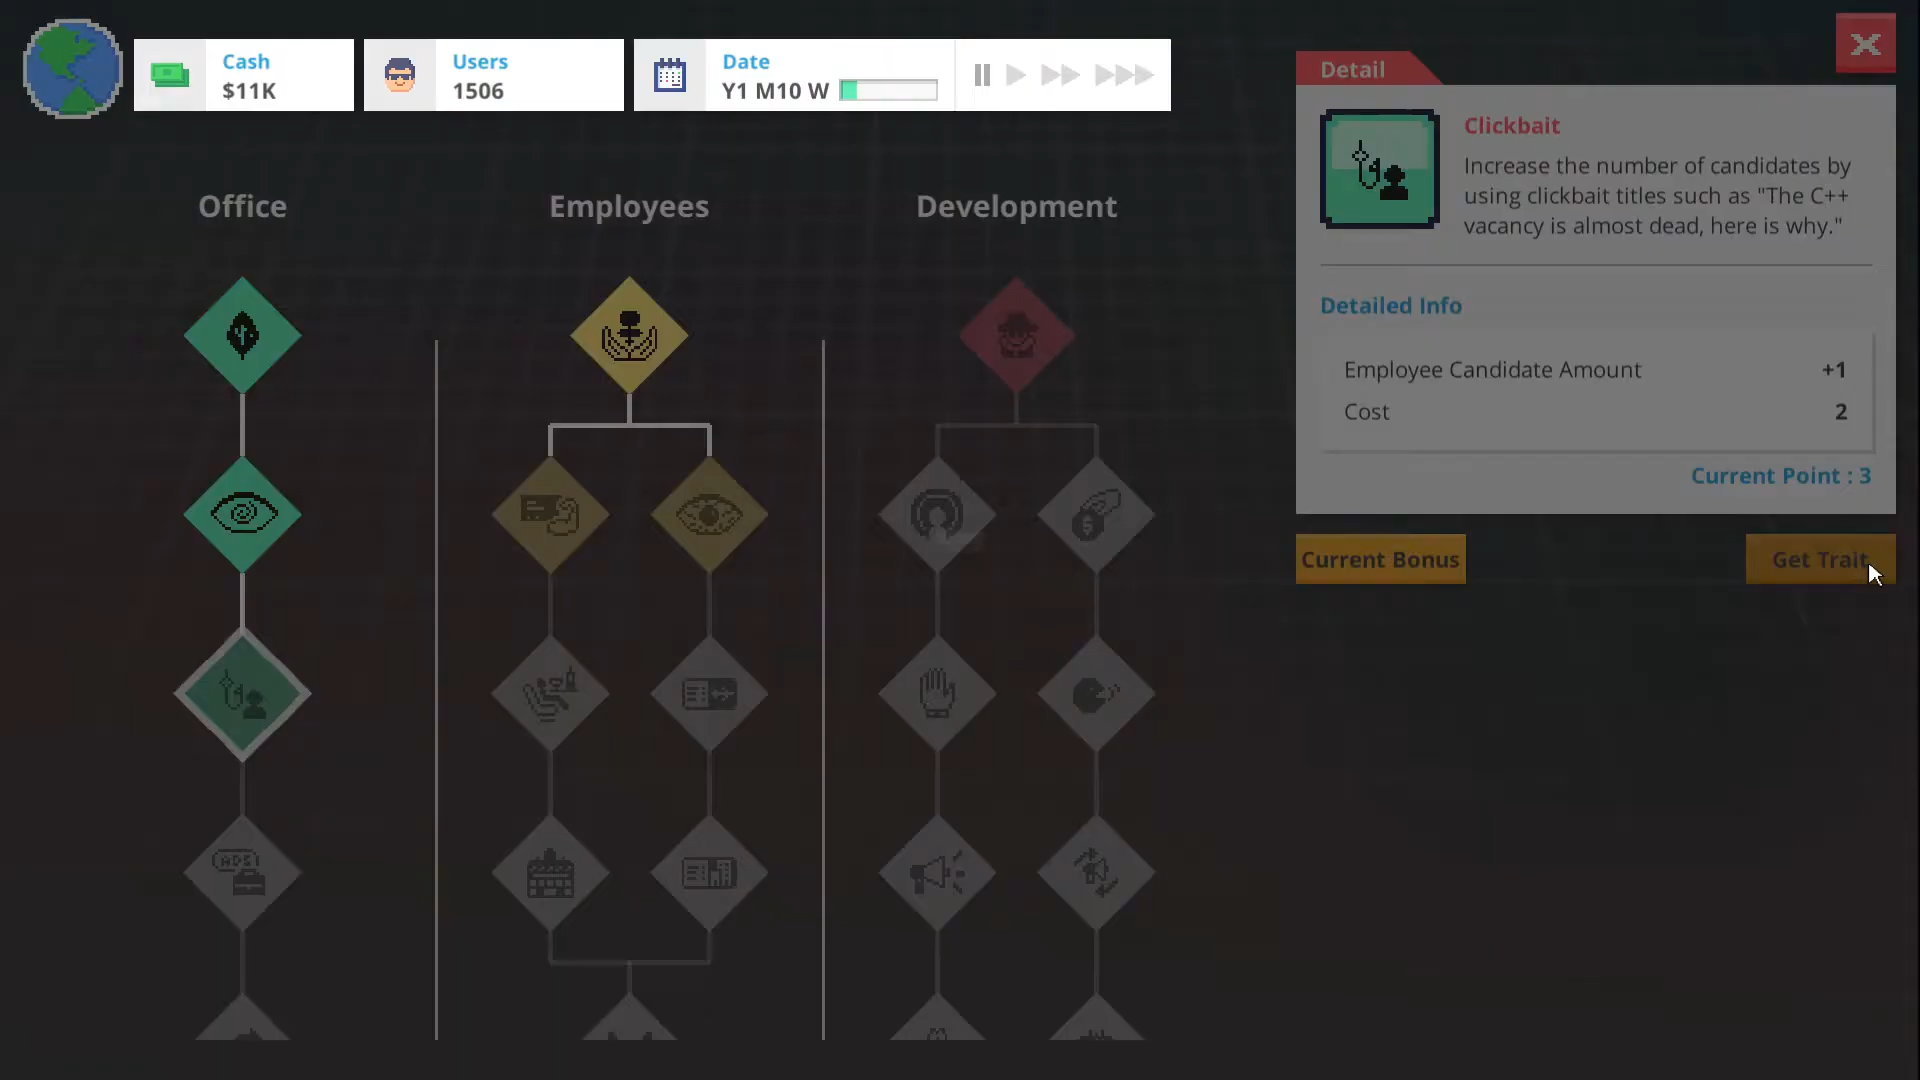 Cash
$11K
Users
1506
Date
Y1 M10 W
Office
Employees
Development
ADS!
Detail
Clickbait
Increase the number of candidates by
using clickbait titles such as "The C++
vacancy is almost dead, here is why."
Detailed Info
Employee Candidate Amount +1
Cost 2
Current Point : 3
Current Bonus
Get Trait